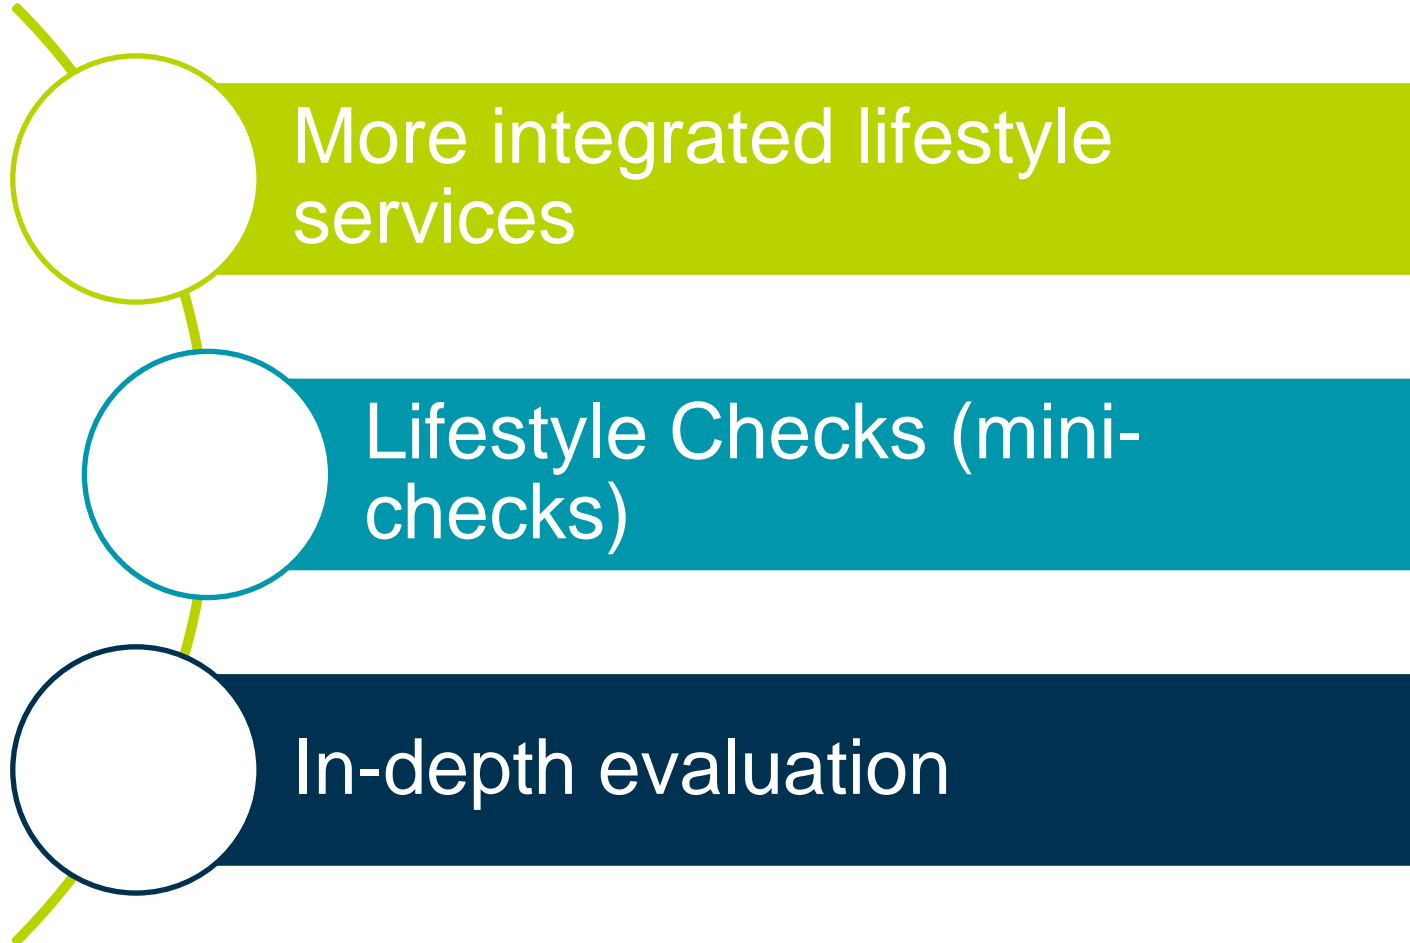 More integrated lifestyle
services
Lifestyle Checks (mini-
checks)
In-depth evaluation